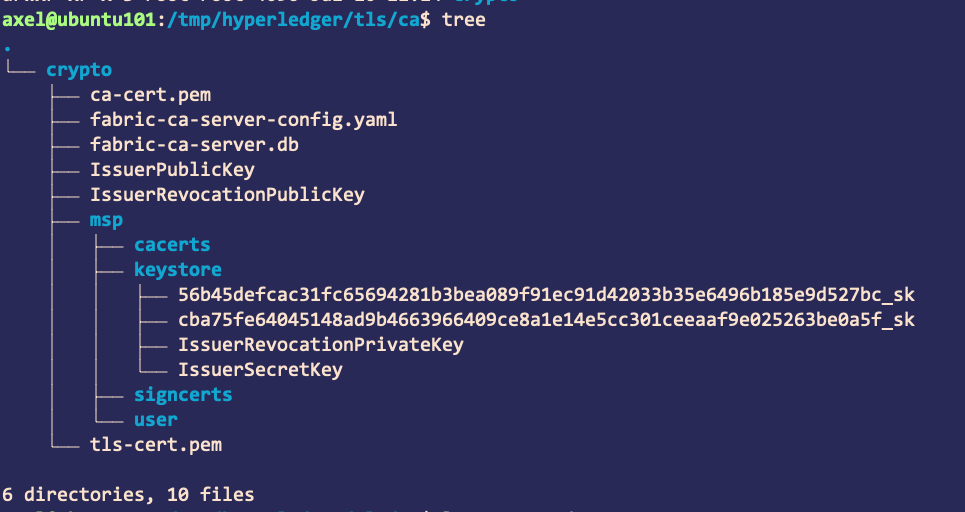 axel@ubuntu101:/tmp/hyperledger/tls/ca$ tree
.
└── crypto
    ├── ca-cert.pem
    ├── fabric-ca-server-config.yaml
    ├── fabric-ca-server.db
    ├── IssuerPublicKey
    ├── IssuerRevocationPublicKey
    ├── msp
    │   ├── cacerts
    │   ├── keystore
    │   │   ├── 56b45defcac31fc65694281b3bea089f91ec91d42033b35e6496b185e9d527bc_sk
    │   │   ├── cba75fe64045148ad9b4663966409ce8a1e14e5cc301ceeaaf9e025263be0a5f_sk
    │   │   ├── IssuerRevocationPrivateKey
    │   │   └── IssuerSecretKey
    │   ├── signcerts
    │   └── user
    └── tls-cert.pem
6 directories, 10 files